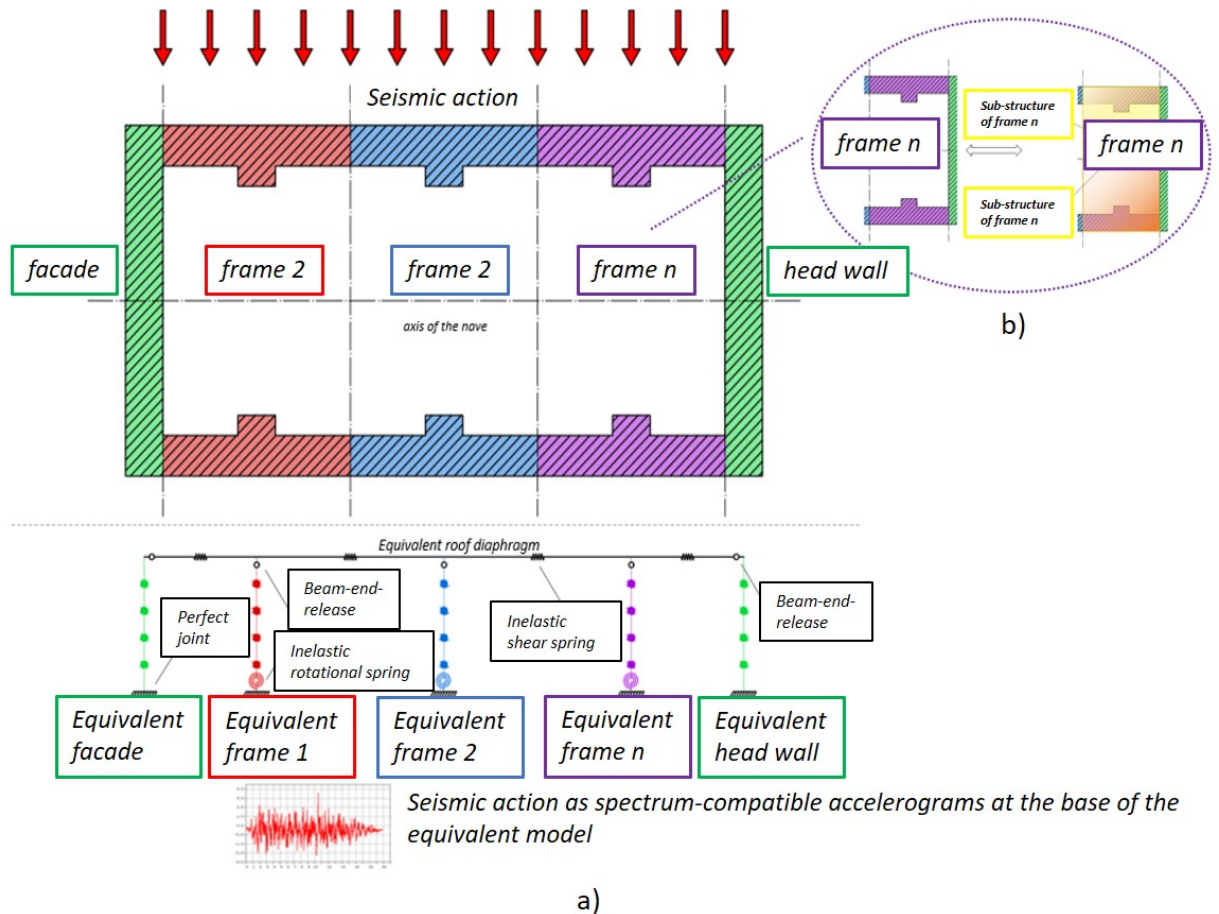 Seismic action
facade
frame 2
frame 2
frame n
head wall
axis of the nave
frame n
Sub-structure
of frame n
frame n
Sub-structure
of frame n
b)
Equivalent roof diaphragm
Perfect
joint
Beam-end-
release
Inelastic
rotational spring
Inelastic
shear spring
Beam-end-
release
Equivalent
facade
Equivalent
frame 1
Equivalent
frame 2
Equivalent
frame n
Equivalent
head wall
Seismic action as spectrum-compatible accelerograms at the base of the
equivalent model
a)